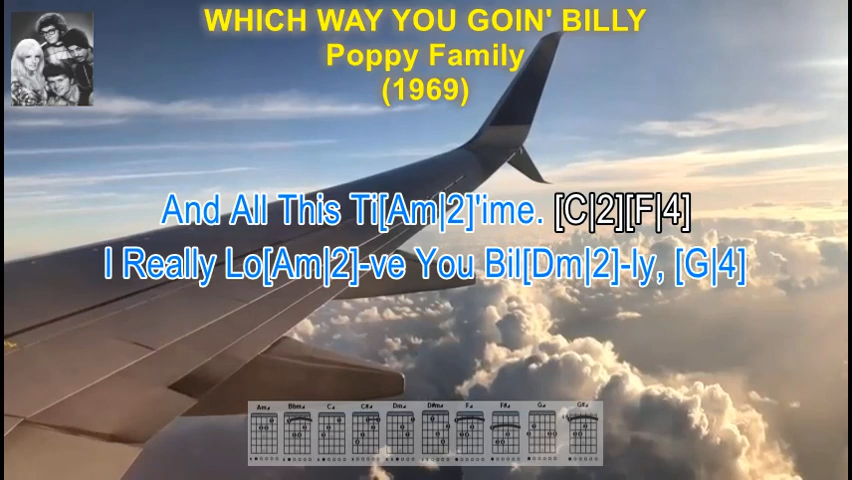 WHICH WAY YOU GOIN' BILLY
Poppy Family
(1969)
And All This Ti[Am|2]'ime. [C|2][F|4]
I Really Lo[Am|2]-ve You Bil[Dm|2]-ly, [G|4]